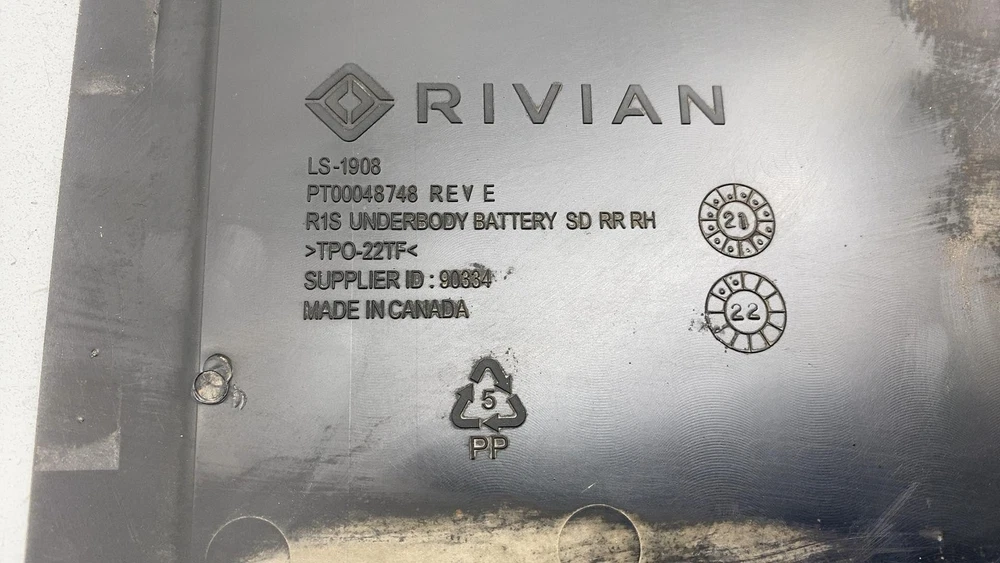 RIVIAN
LS-1908
PT00048748 REV E
R1S UNDERBODY BATTERY SD RR RH
>TPO-22TF<
SUPPLIER ID : 90334
MADE IN CANADA
21
22
5
PP